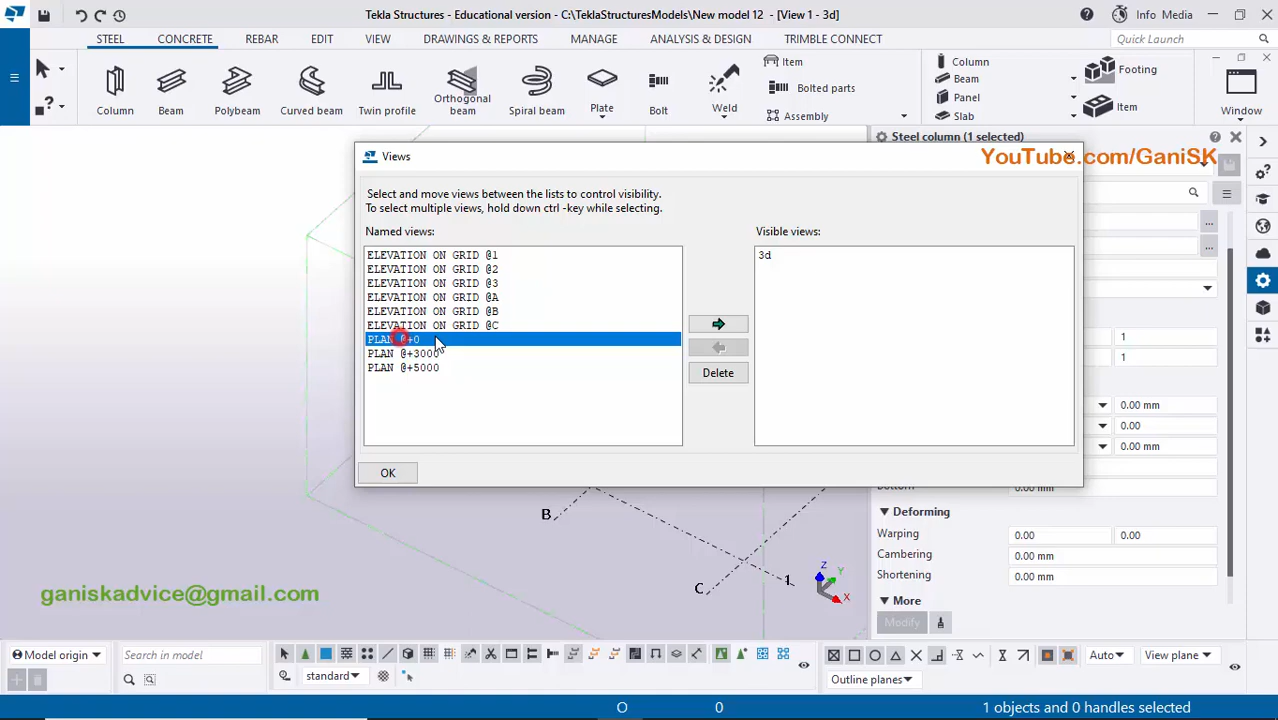 Tekla Structures - Educational version - C:\TeklaStructuresModels\New model 12 - [View 1 - 3d]
Info Media
STEEL CONCRETE REBAR EDIT VIEW DRAWINGS & REPORTS MANAGE ANALYSIS & DESIGN TRIMBLE CONNECT
Quick Launch
Column
Beam
Polybeam
Curved beam
Twin profile
Orthogonal beam
Spiral beam
Plate
Bolt
Weld
Item
Bolted parts
Assembly
Column
Beam
Panel
Slab
Footing
Item
Window
Steel column (1 selected)
YouTube.com/GaniSK
Views
Select and move views between the lists to control visibility.
To select multiple views, hold down ctrl -key while selecting.
Named views:
Visible views:
ELEVATION ON GRID @1
ELEVATION ON GRID @2
ELEVATION ON GRID @3
ELEVATION ON GRID @A
ELEVATION ON GRID @B
ELEVATION ON GRID @C
PLAN @+0
PLAN @+3000
PLAN @+5000
3d
Delete
OK
1
1
0.00 mm
0.00
0.00 mm
0.00 mm
Deforming
Warping 0.00 0.00
Cambering 0.00 mm
Shortening 0.00 mm
More
Modify
B
C
1
Z
Y
X
ganiskadvice@gmail.com
Model origin
Search in model
standard
Auto
View plane
Outline planes
O 0
1 objects and 0 handles selected